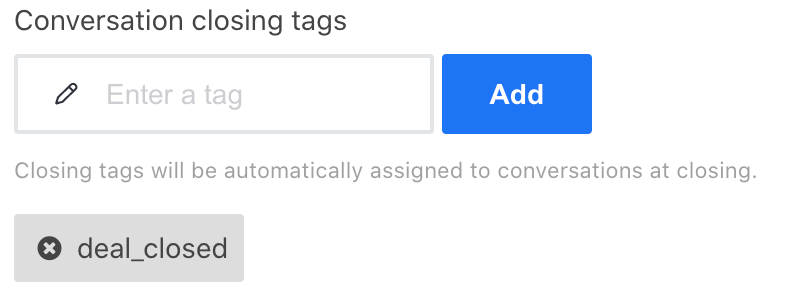 Conversation closing tags
Enter a tag
Add
Closing tags will be automatically assigned to conversations at closing.
deal_closed